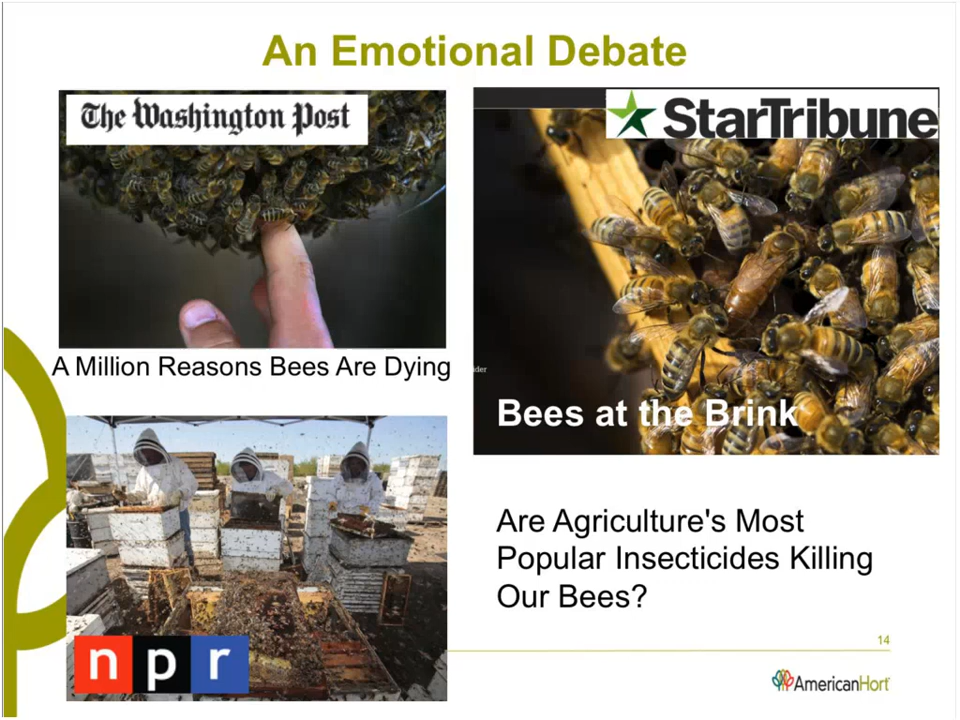 An Emotional Debate
The Washington Post
StarTribune
A Million Reasons Bees Are Dying
ider
Bees at the Brink
Are Agriculture's Most
Popular Insecticides Killing
Our Bees?
npr
14
AmericanHort